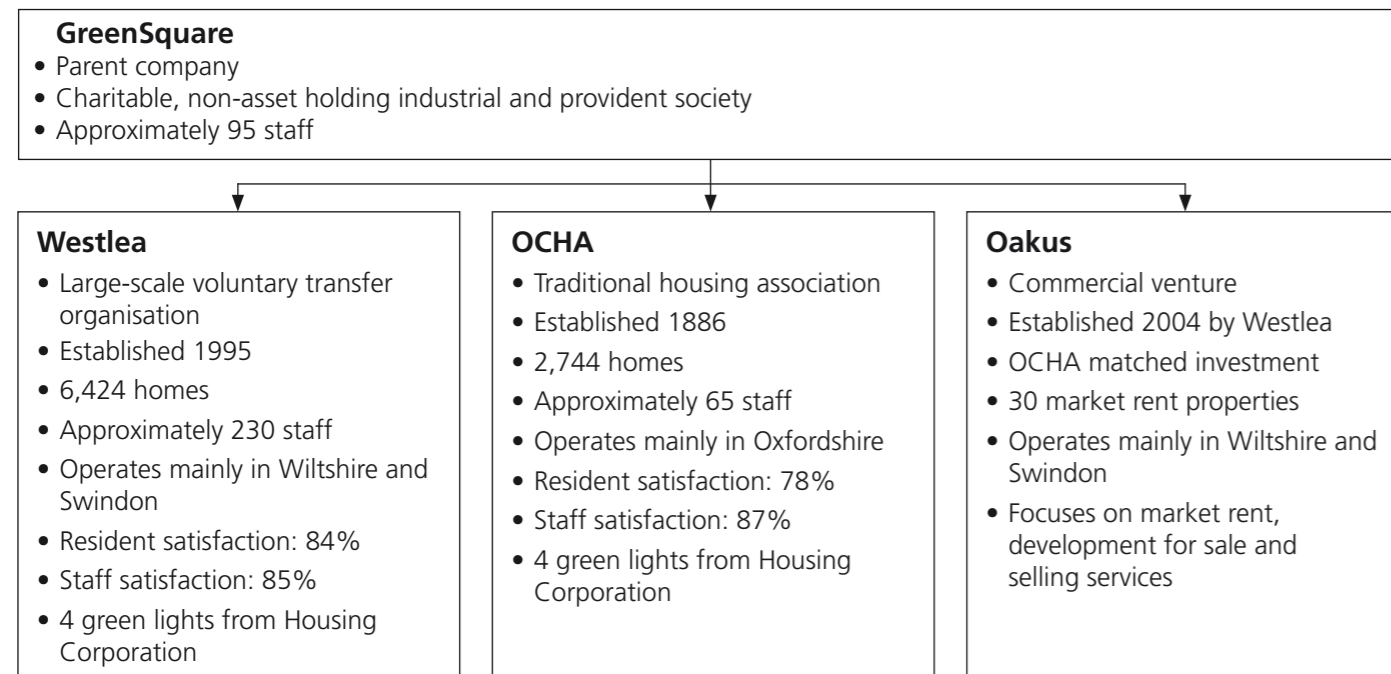 GreenSquare
• Parent company
• Charitable, non-asset holding industrial and provident society
• Approximately 95 staff
Westlea
• Large-scale voluntary transfer
organisation
• Established 1995
• 6,424 homes
• Approximately 230 staff
• Operates mainly in Wiltshire and
Swindon
• Resident satisfaction: 84%
• Staff satisfaction: 85%
• 4 green lights from Housing
Corporation
OCHA
• Traditional housing association
• Established 1886
• 2,744 homes
• Approximately 65 staff
• Operates mainly in Oxfordshire
• Resident satisfaction: 78%
• Staff satisfaction: 87%
• 4 green lights from Housing
Corporation
Oakus
• Commercial venture
• Established 2004 by Westlea
• OCHA matched investment
• 30 market rent properties
• Operates mainly in Wiltshire and
Swindon
• Focuses on market rent,
development for sale and
selling services